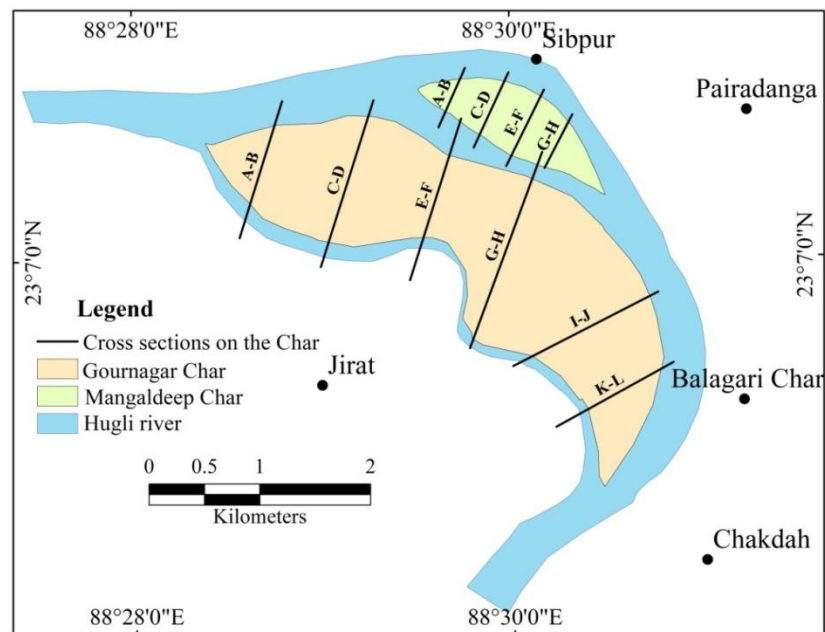 88°28'0"E
88°30'0"E
Sibpur
Pairadanga
A-B
C-D
E-F
G-H
A-B
C-D
E-F
G-H
I-J
K-L
23°7'0"N
23°7'0"N
Legend
Cross sections on the Char
Gournagar Char
Mangaldeep Char
Hugli river
Jirat
Balagari Char
0 0.5 1 2
Kilometers
Chakdah
88°28'0"E
88°30'0"E